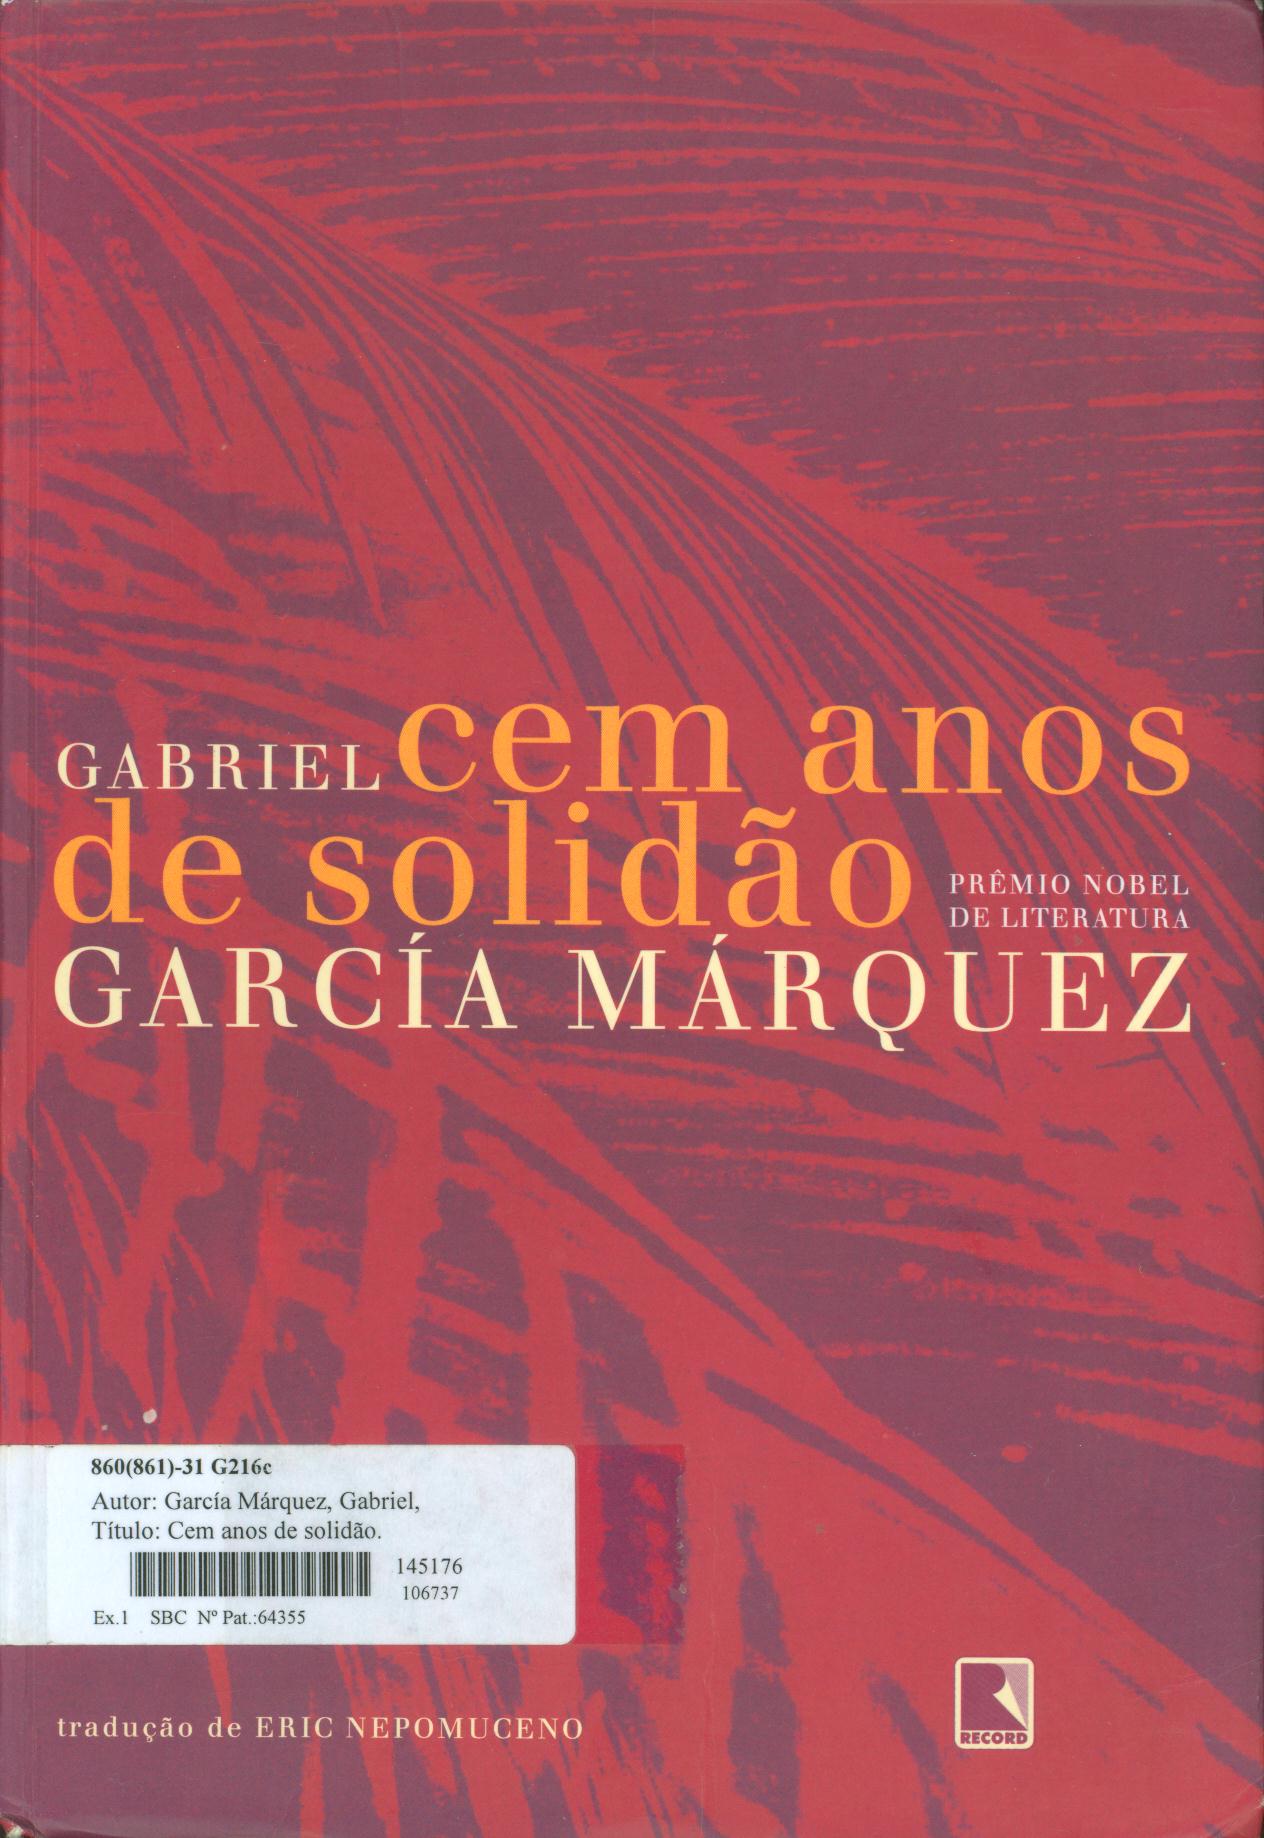 GABRIEL cem anos
de solidão
PRÊMIO NOBEL
DE LITERATURA
GARCÍA MÁRQUEZ
860(861)-31 G216c
Autor: García Márquez, Gabriel,
Título: Cem anos de solidão.
145176
106737
Ex.1 SBC Nº Pat.:64355
tradução de ERIC NEPOMUCENO
RECORD